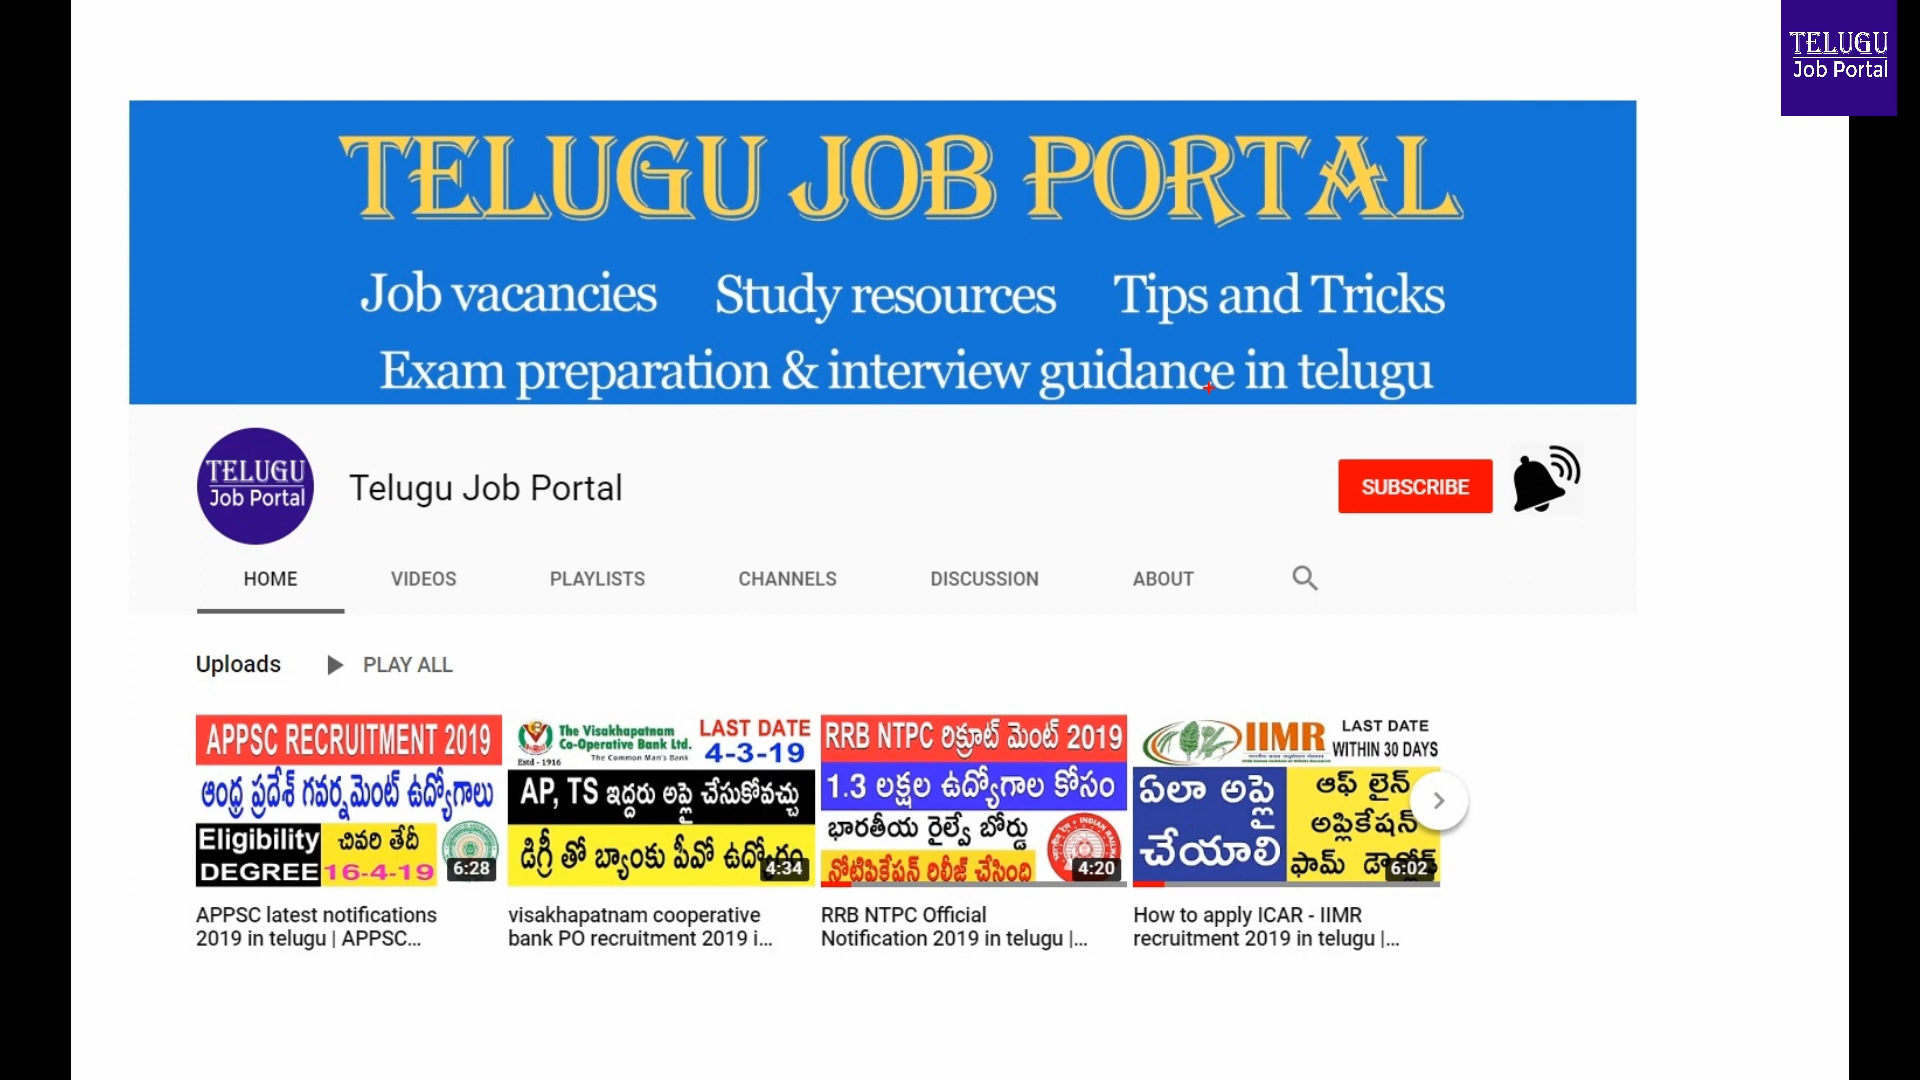 TELUGU
Job Portal
TELUGU JOB PORTAL
Job vacancies Study resources Tips and Tricks
Exam preparation & interview guidance in telugu
TELUGU
Job Portal
Telugu Job Portal
SUBSCRIBE
HOME VIDEOS PLAYLISTS CHANNELS DISCUSSION ABOUT
Uploads PLAY ALL
APPSC RECRUITMENT 2019
ఆంధ్ర ప్రదేశ్ గవర్నమెంట్ ఉద్యోగాలు
Eligibility
DEGREE
చివరి తేదీ
16-4-19
6:28
APPSC latest notifications
2019 in telugu | APPSC...
The Visakhapatnam
Co-Operative Bank Ltd.
The Common Man's Bank
Estd - 1916
LAST DATE
4-3-19
AP, TS ఇద్దరు అప్లై చేసుకోవచ్చు
డిగ్రీ తో బ్యాంకు పీవో
4:34
visakhapatnam cooperative
bank PO recruitment 2019 i...
RRB NTPC రిక్రూట్ మెంట్ 2019
1.3 లక్షల ఉద్యోగాల కోసం
భారతీయ రైల్వే బోర్డు
నోటిఫికేషన్ రిలీజ్ చేసింది
4:20
RRB NTPC Official
Notification 2019 in telugu |...
IIMR
LAST DATE
WITHIN 30 DAYS
ఏలా అప్లై
చేయాలి
ఆఫ్ లైన్
అప్లికేషన్
ఫామ్
6:02
How to apply ICAR - IIMR
recruitment 2019 in telugu |...